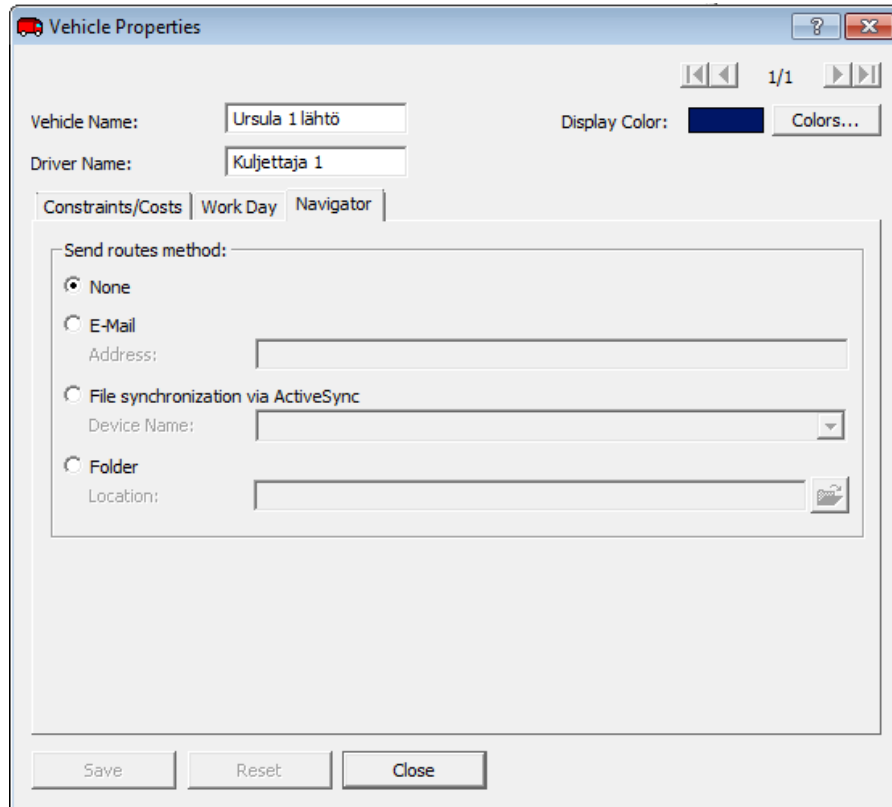 Vehicle Properties
1/1
Vehicle Name: Ursula 1 lähtö Display Color: Colors...
Driver Name: Kuljettaja 1
Constraints/Costs Work Day Navigator
Send routes method:
None
E-Mail
Address:
File synchronization via ActiveSync
Device Name:
Folder
Location:
Save Reset Close